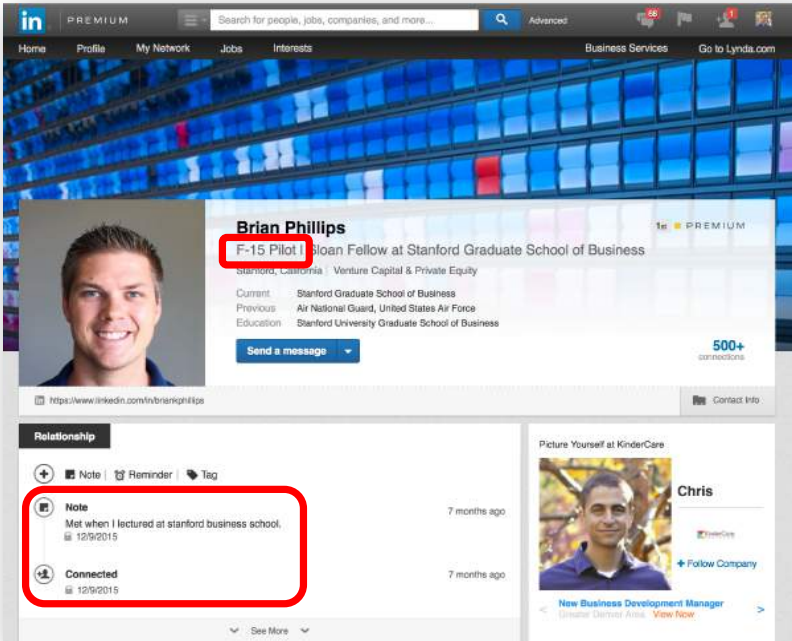 in PREMIUM Search for people, jobs, companies, and more... Advanced 66 1
Home Profile My Network Jobs Interests Business Services Go to Lynda.com
Brian Phillips 1st PREMIUM
F-15 Pilot | Sloan Fellow at Stanford Graduate School of Business
Stanford, California | Venture Capital & Private Equity
Current Stanford Graduate School of Business
Previous Air National Guard, United States Air Force
Education Stanford University Graduate School of Business
Send a message
500+
connections
https://www.linkedin.com/in/briankphillips Contact Info
Relationship
Note | Reminder | Tag
Note 7 months ago
Met when I lectured at stanford business school.
12/9/2015
Connected 7 months ago
12/9/2015
See More
Picture Yourself at KinderCare
Chris
KinderCare
+ Follow Company
New Business Development Manager
Greater Denver Area View Now